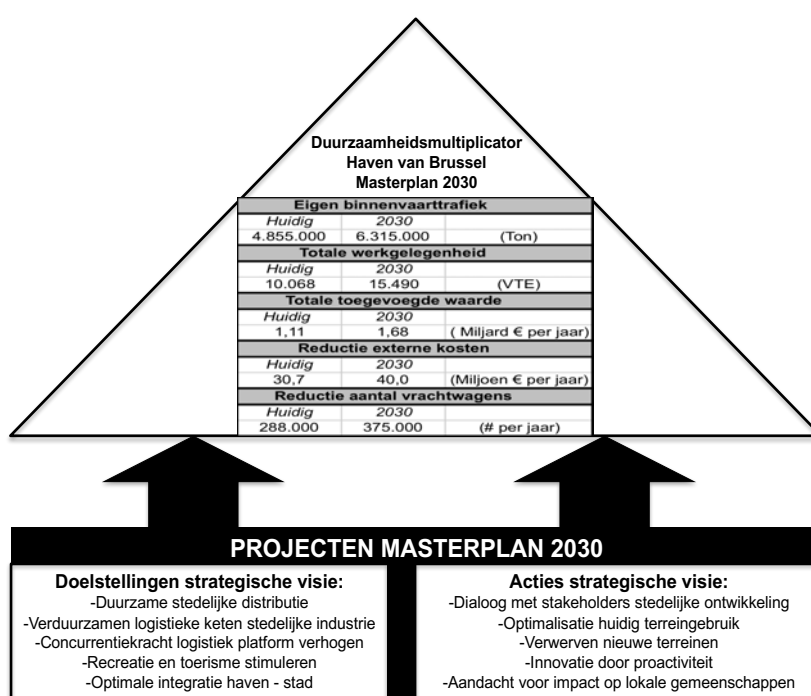 Duurzaamheidsmultiplicator
Haven van Brussel
Masterplan 2030
Eigen binnenvaarttrafiek
Huidig 2030
4.855.000 6.315.000 (Ton)
Totale werkgelegenheid
Huidig 2030
10.068 15.490 (VTE)
Totale toegevoegde waarde
Huidig 2030
1,11 1,68 ( Miljard € per jaar)
Reductie externe kosten
Huidig 2030
30,7 40,0 (Miljoen € per jaar)
Reductie aantal vrachtwagens
Huidig 2030
288.000 375.000 (# per jaar)
PROJECTEN MASTERPLAN 2030
Doelstellingen strategische visie:
-Duurzame stedelijke distributie
-Verduurzamen logistieke keten stedelijke industrie
-Concurrentiekracht logistiek platform verhogen
-Recreatie en toerisme stimuleren
-Optimale integratie haven - stad
Acties strategische visie:
-Dialoog met stakeholders stedelijke ontwikkeling
-Optimalisatie huidig terreingebruik
-Verwerven nieuwe terreinen
-Innovatie door proactiviteit
-Aandacht voor impact op lokale gemeenschappen